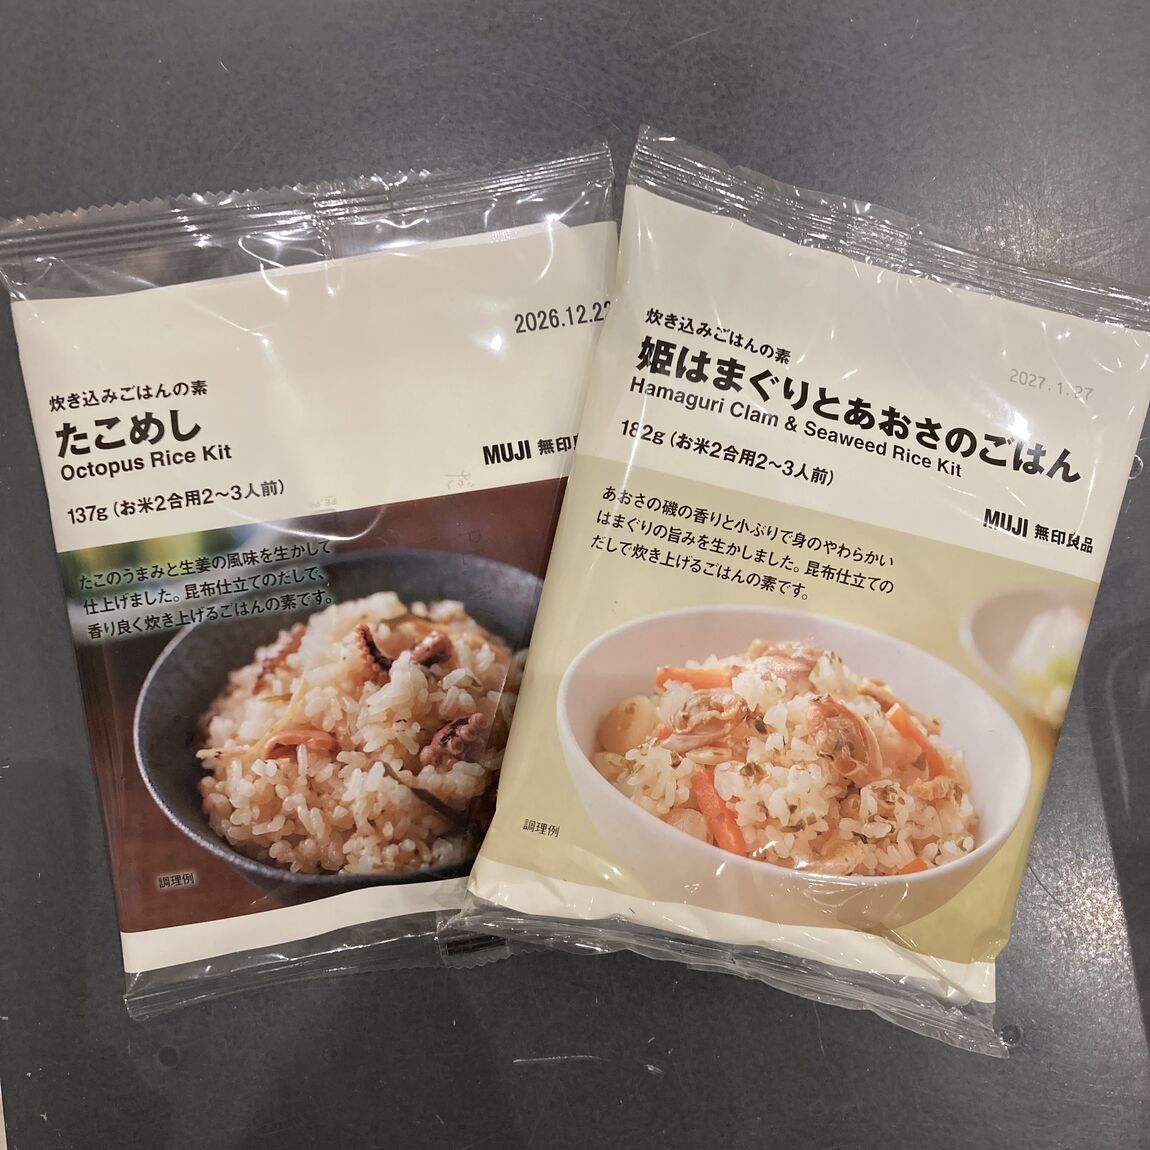 2026.12.22
炊き込みごはんの素
たこめし
Octopus Rice Kit
137g（お米2合用2～3人前）
MUJI 無印
たこのうまみと生姜の風味を生かして
仕上げました。昆布仕立てのだしで、
香り良く炊き上げるごはんの素です。
調理例
炊き込みごはんの素
姫はまぐりとあおさのごはん
Hamaguri Clam & Seaweed Rice Kit
2027.1.27
182g（お米2合用2～3人前）
MUJI 無印良品
あおさの磯の香りと小ぶりで身のやわらかい
はまぐりの旨みを生かしました。昆布仕立ての
だしで炊き上げるごはんの素です。
調理例